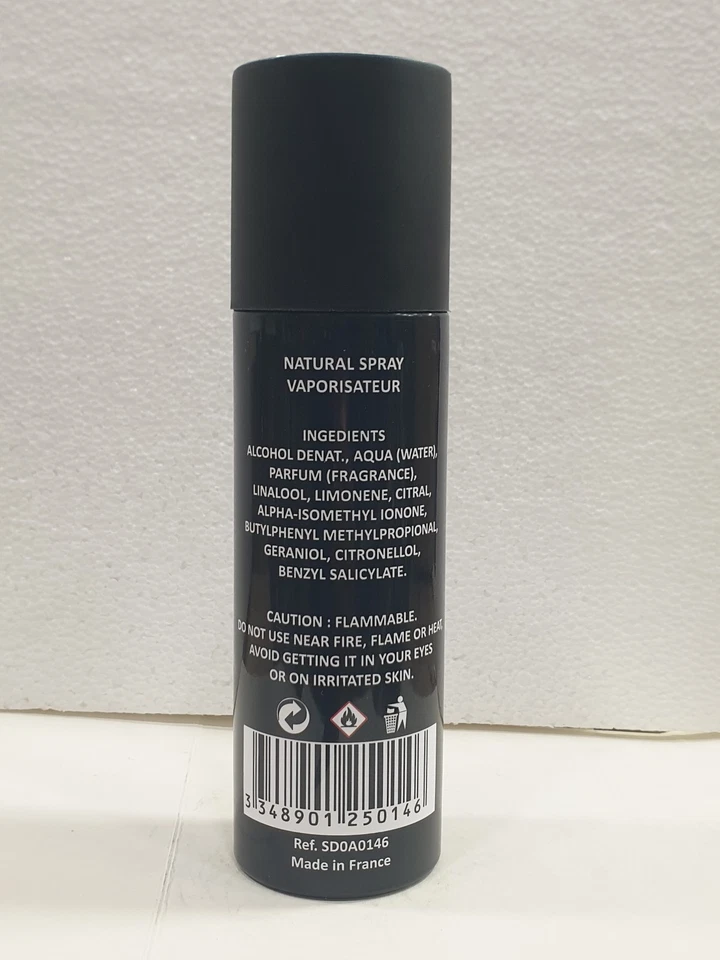 NATURAL SPRAY
VAPORISATEUR
INGEDIENTS
ALCOHOL DENAT., AQUA (WATER),
PARFUM (FRAGRANCE),
LINALOOL, LIMONENE, CITRAL,
ALPHA-ISOMETHYL IONONE,
BUTYLPHENYL METHYLPROPIONAL,
GERANIOL, CITRONELLOL,
BENZYL SALICYLATE.
CAUTION : FLAMMABLE.
DO NOT USE NEAR FIRE, FLAME OR HEAT,
AVOID GETTING IT IN YOUR EYES
OR ON IRRITATED SKIN.
3 348901 250146
Ref. SD0A0146
Made in France